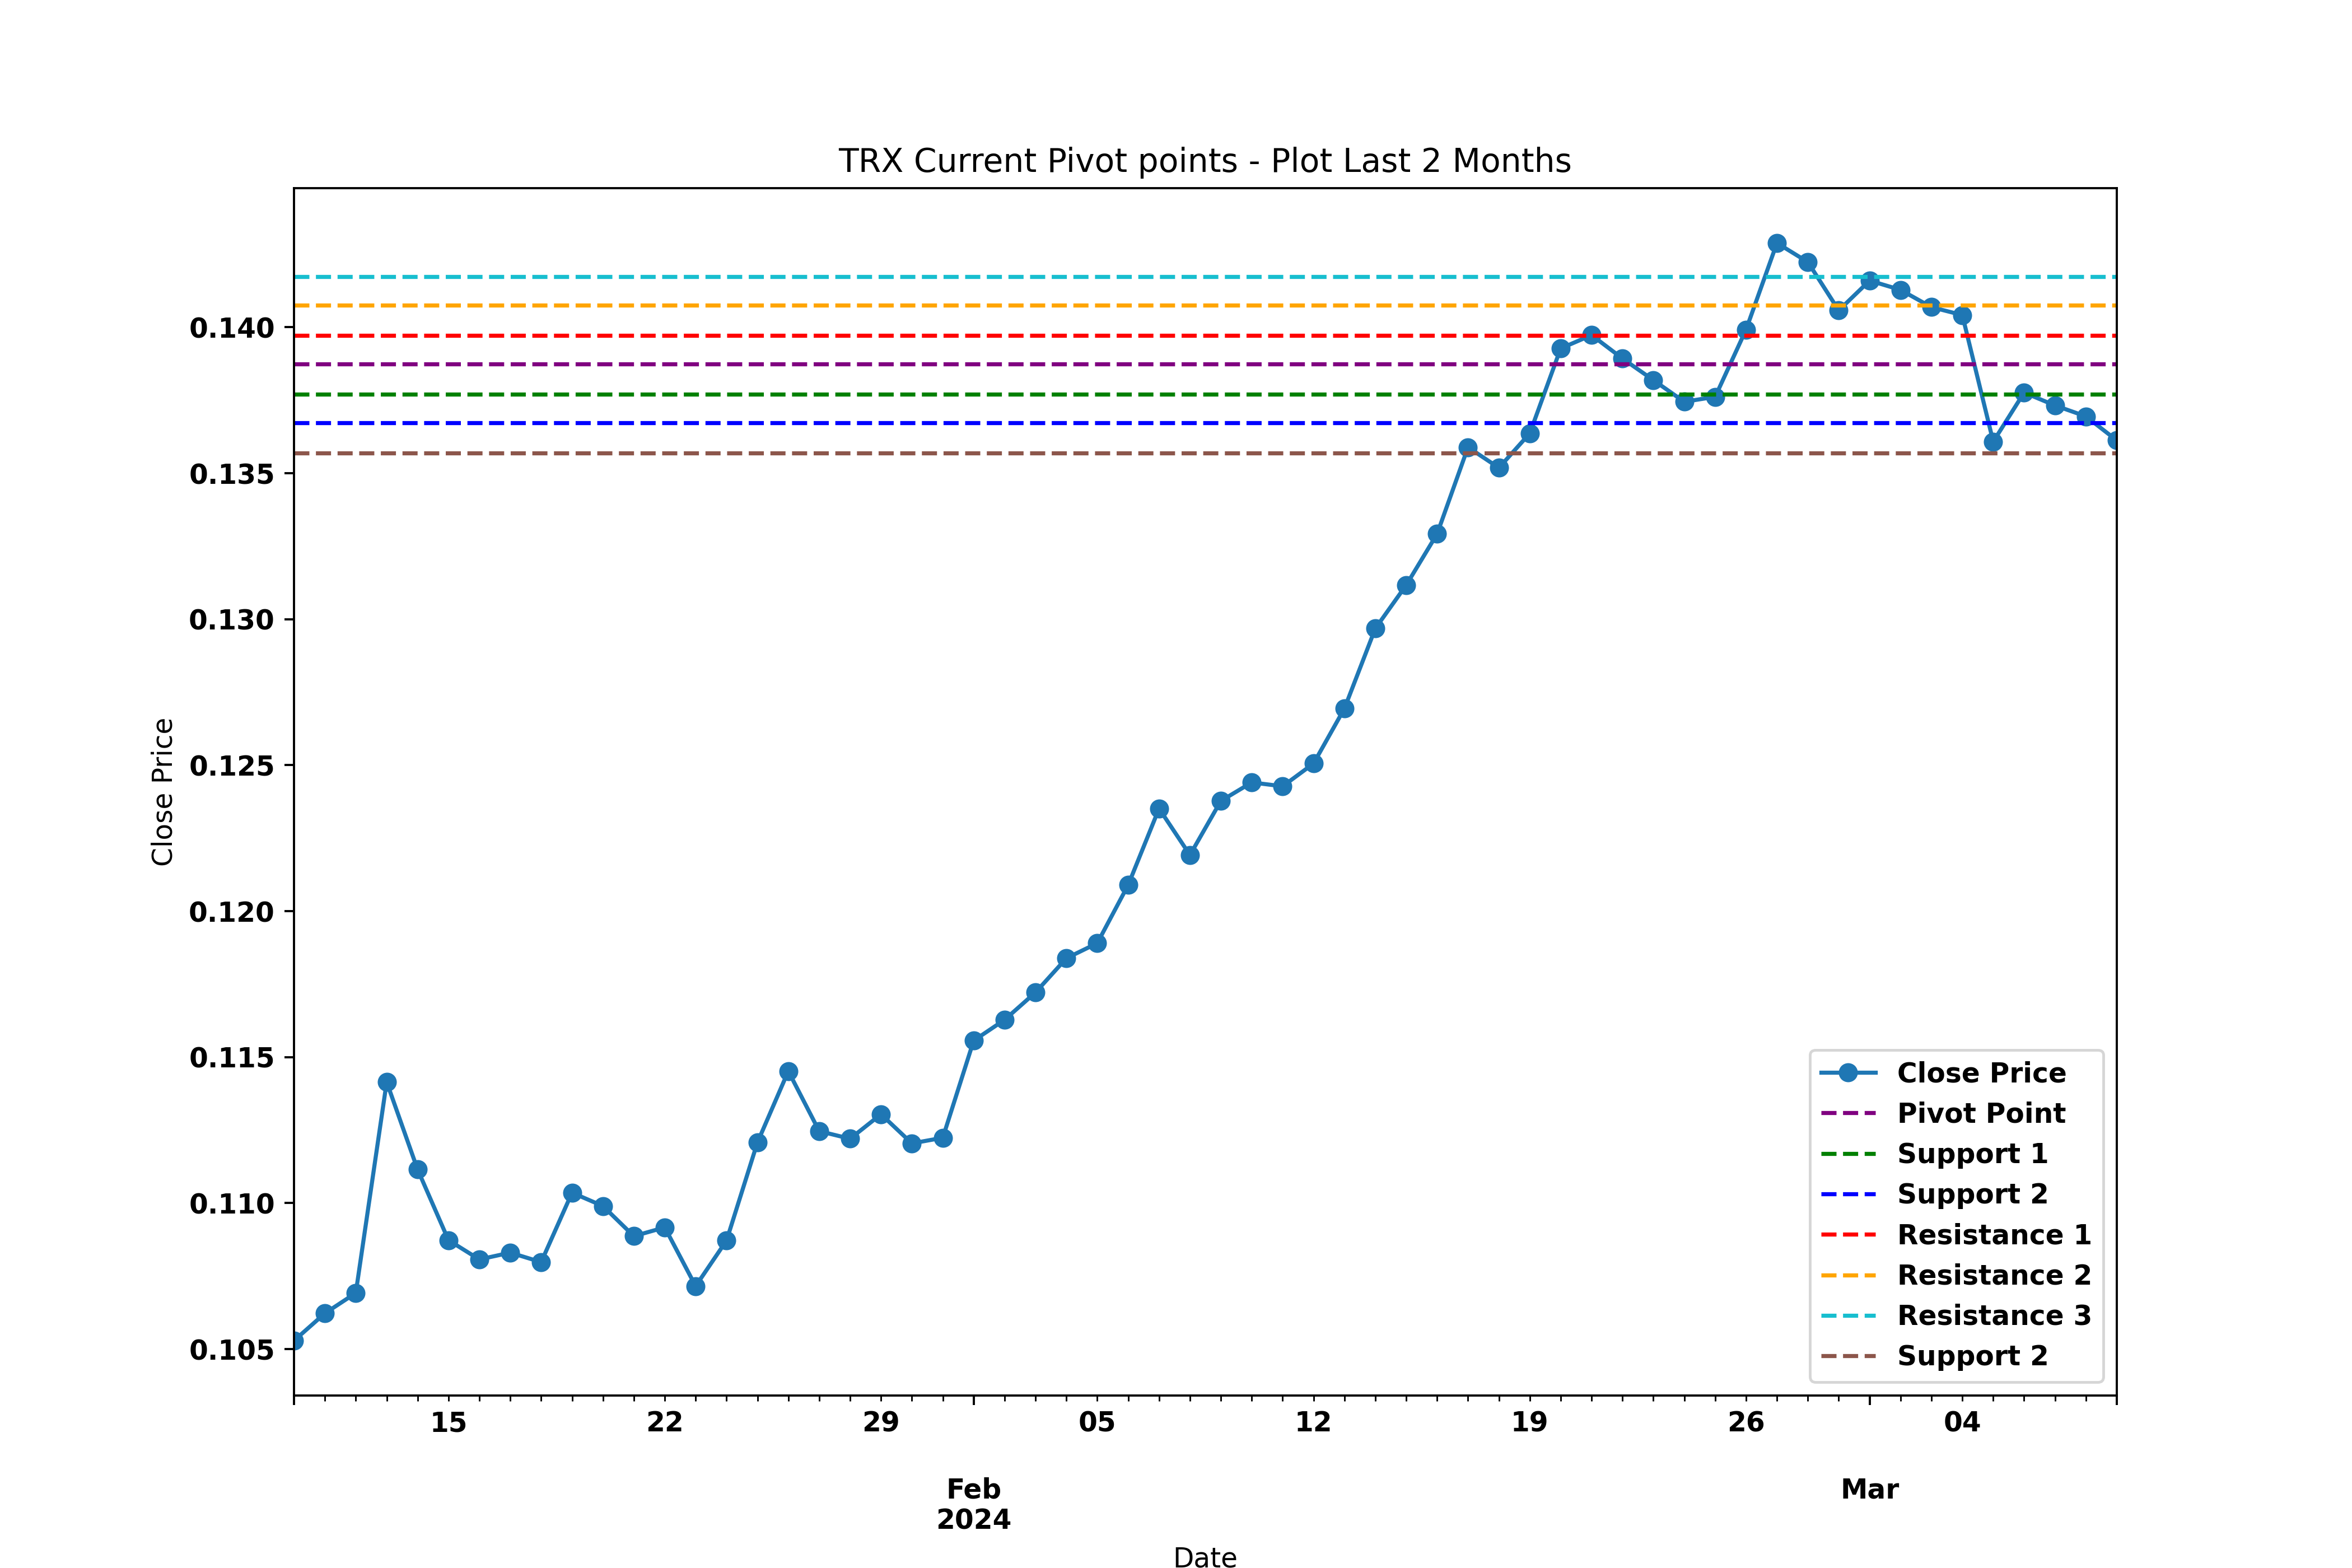 TRX Current Pivot points - Plot Last 2 Months
0.140
0.135
0.130
0.125
0.120
0.115
0.110
0.105
Close Price
Close Price
Pivot Point
Support 1
Support 2
Resistance 1
Resistance 2
Resistance 3
Support 2
15 22 29 05 12 19 26 04
Feb Mar
2024
Date